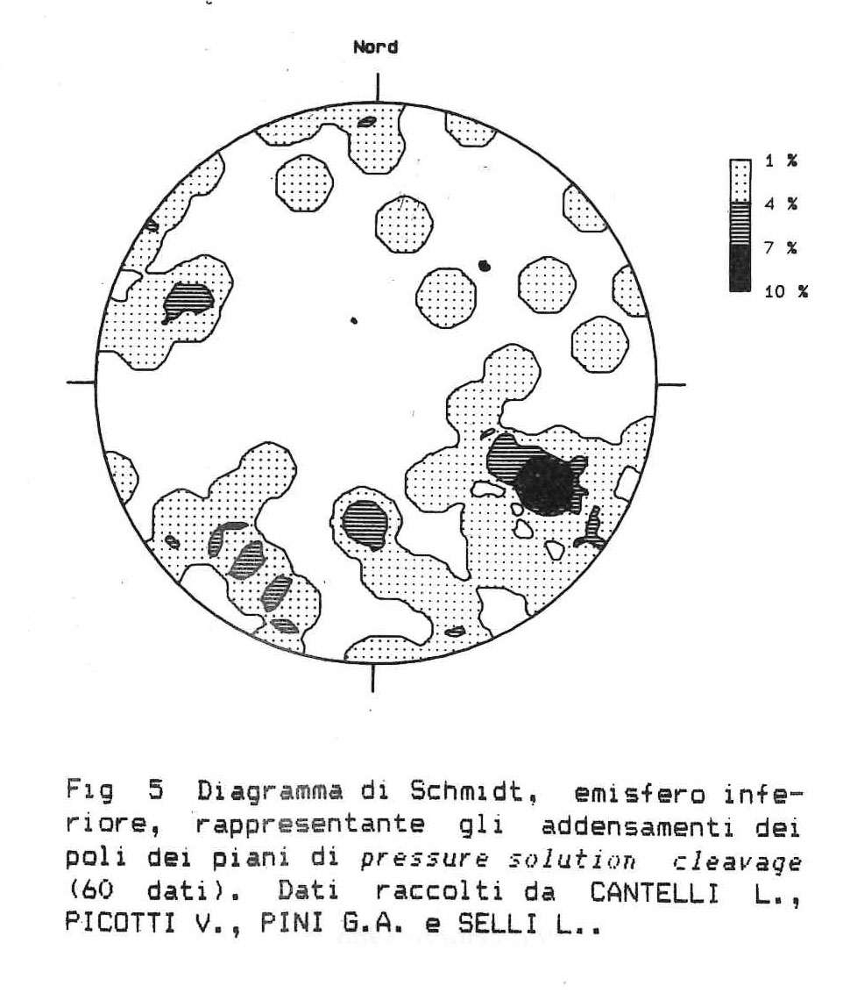 Nord
1 %
4 %
7 %
10 %
Fig 5 Diagramma di Schmidt, emisfero infe-
riore, rappresentante gli addensamenti dei
poli dei piani di pressure solution cleavage
(60 dati). Dati raccolti da CANTELLI L.,
PICOTTI V., PINI G.A. e SELLI L..